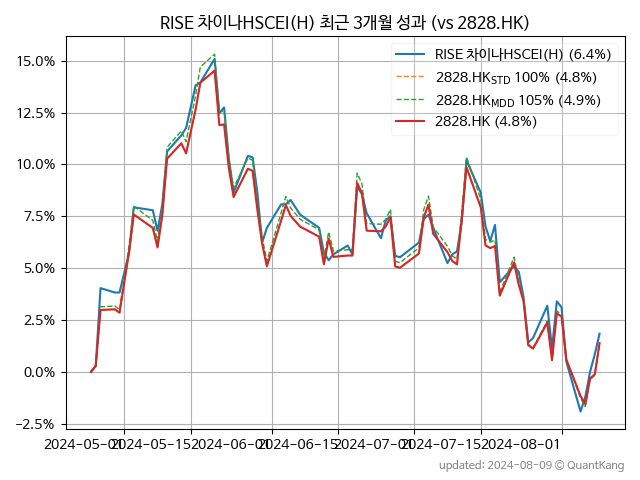 RISE 차이나HSCEI(H) 최근 3개월 성과 (vs 2828.HK)
RISE 차이나HSCEI(H) (6.4%)
2828.HK_STD 100% (4.8%)
2828.HK_MDD 105% (4.9%)
2828.HK (4.8%)
15.0%
12.5%
10.0%
7.5%
5.0%
2.5%
0.0%
−2.5%
2024-05-01 2024-05-15 2024-06-01 2024-06-15 2024-07-01 2024-07-15 2024-08-01
updated: 2024-08-09 © QuantKang